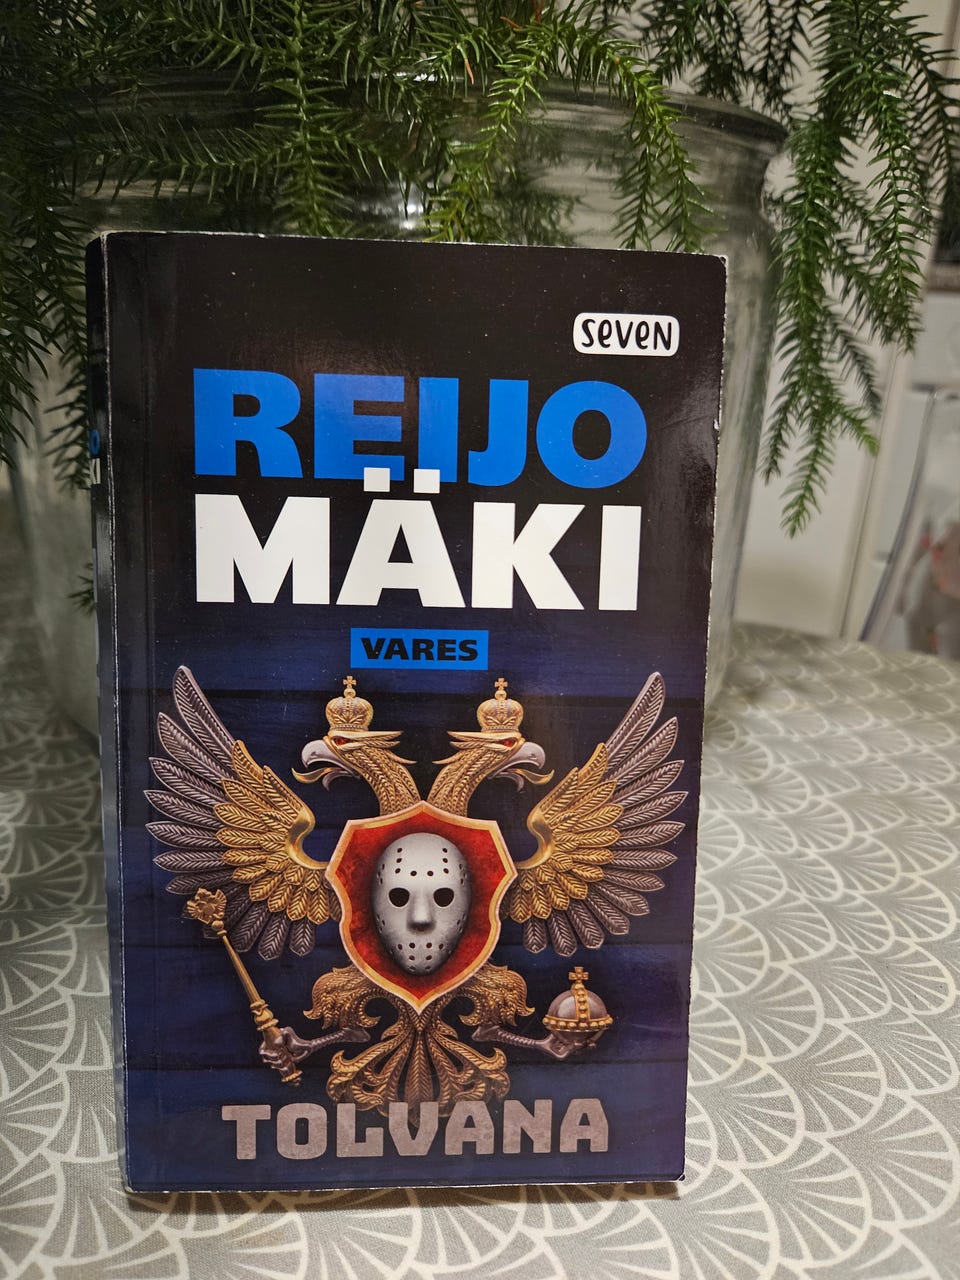 seven
REIJO
MÄKI
VARES
TOLVANA